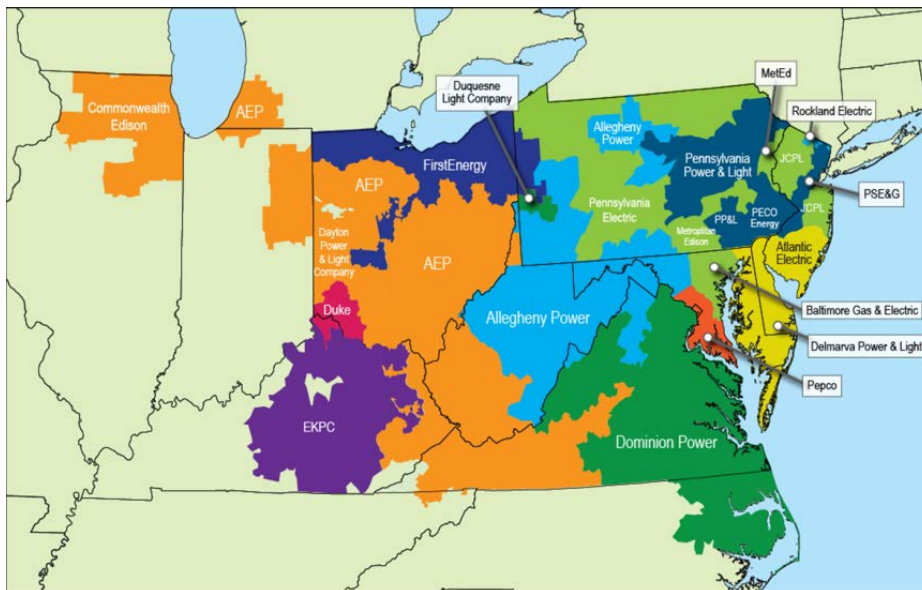 Commonwealth
Edison
AEP
Duquesne
Light Company
MetEd
Rockland Electric
Allegheny
Power
FirstEnergy
Pennsylvania
Power & Light
JCPL
PSE&G
AEP
Pennsylvania
Electric
PP&L
PECO
Energy
JCPL
Dayton
Power
& Light
Company
Metroplitan
Edison
Atlantic
Electric
AEP
Duke
Allegheny Power
Baltimore Gas & Electric
Delmarva Power & Light
Pepco
EKPC
Dominion Power